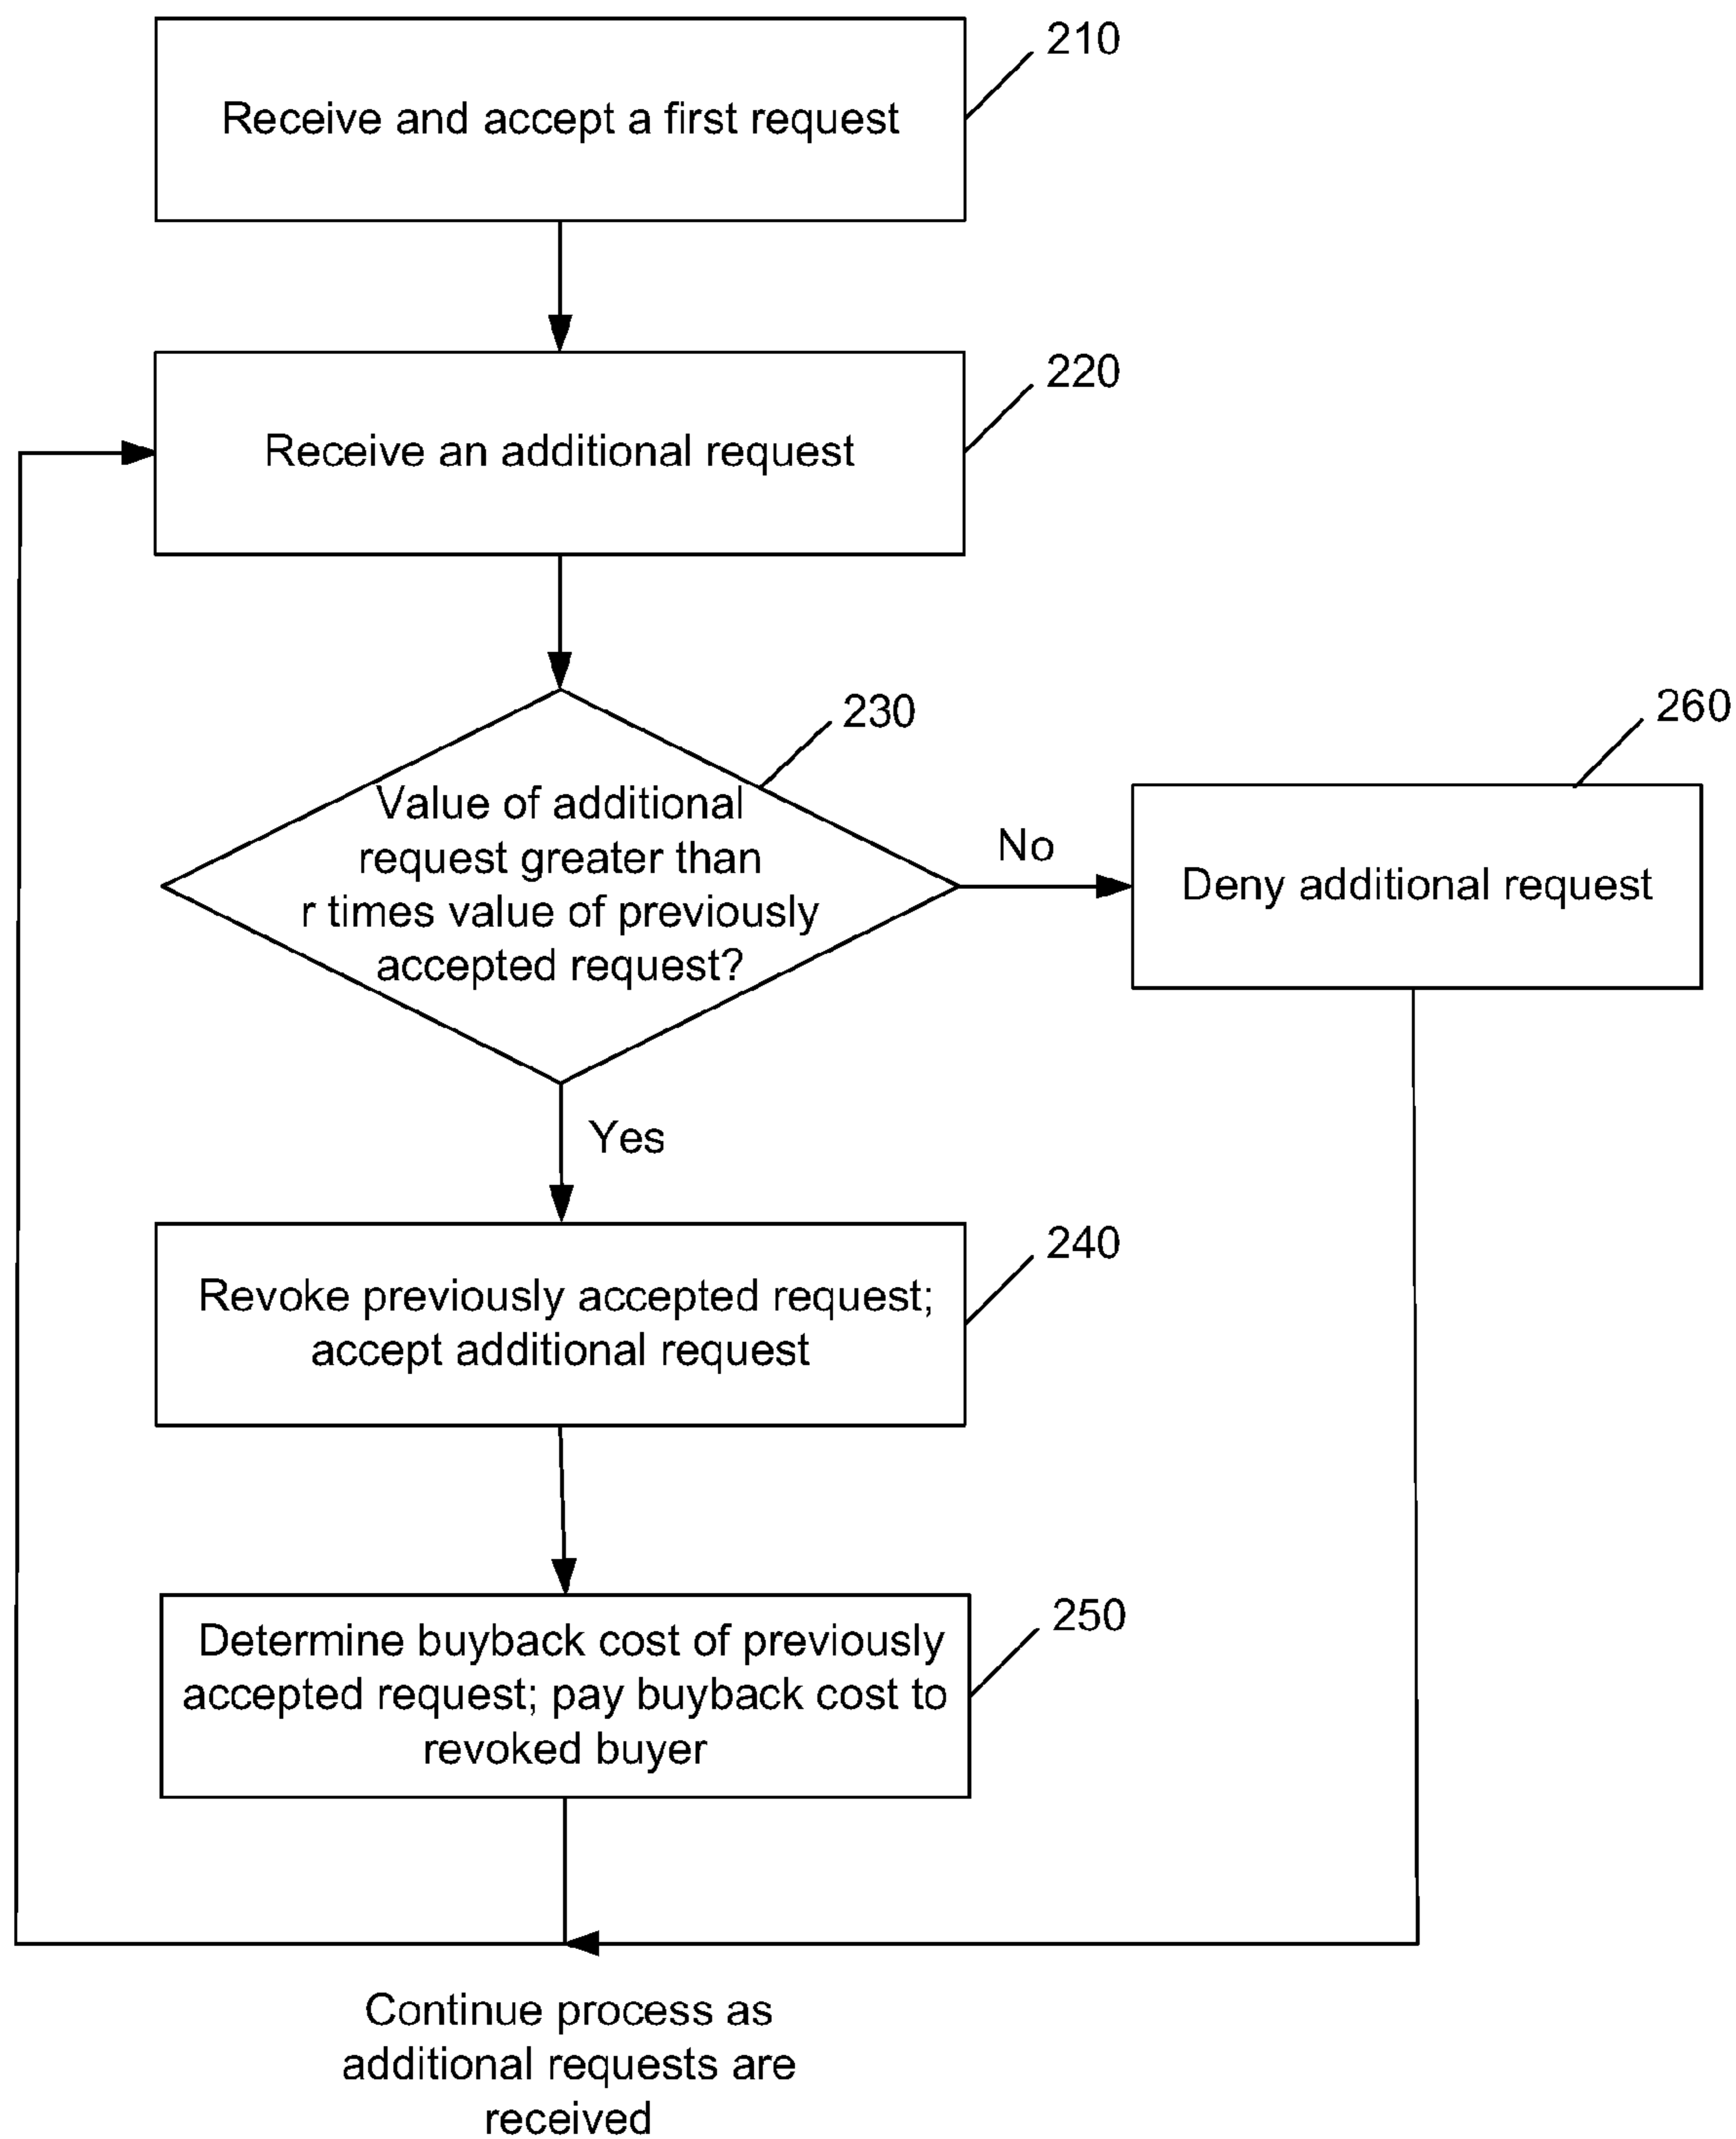 210
Receive and accept a first request
220
Receive an additional request
230
Value of additional
request greater than
r times value of previously
accepted request?
No
260
Deny additional request
Yes
240
Revoke previously accepted request;
accept additional request
250
Determine buyback cost of previously
accepted request; pay buyback cost to
revoked buyer
Continue process as
additional requests are
received